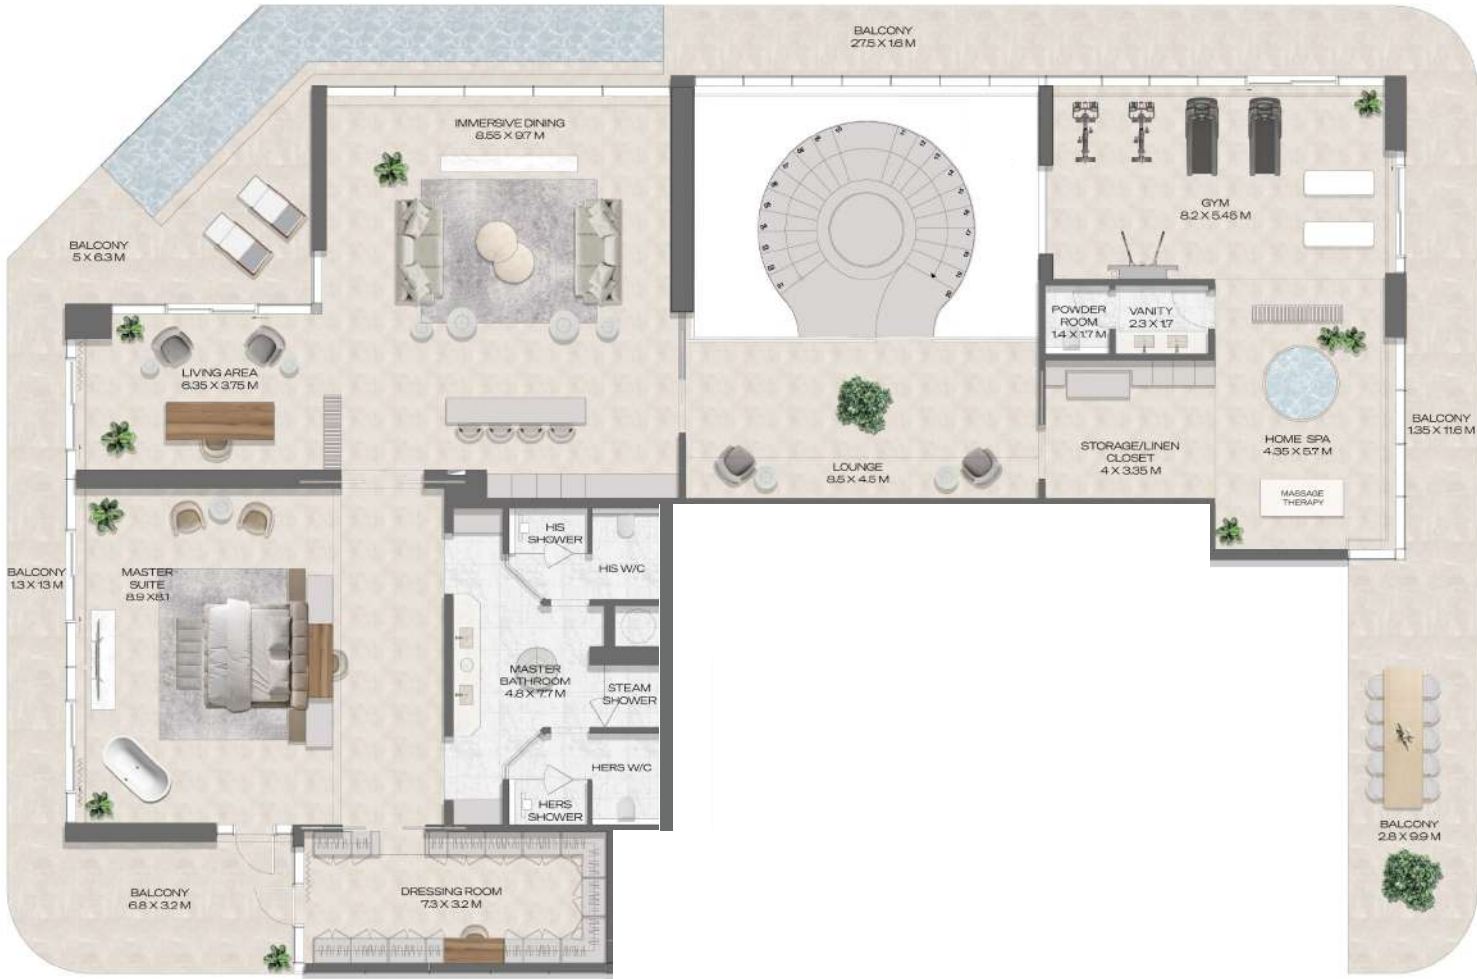 BALCONY
27.5 X 1.6 M
IMMERSIVE DINING
8.55 X 9.7 M
GYM
8.2 X 5.45 M
BALCONY
5 X 6.3 M
POWDER
ROOM
1.4 X 1.7 M
VANITY
2.3 X 1.7
LIVING AREA
6.35 X 3.75 M
BALCONY
1.35 X 11.6 M
HOME SPA
4.35 X 5.7 M
STORAGE/LINEN
CLOSET
4 X 3.35 M
LOUNGE
8.5 X 4.5 M
MASSAGE
THERAPY
HIS
SHOWER
HIS W/C
BALCONY
1.3 X 13 M
MASTER
SUITE
8.9 X8.1
MASTER
BATHROOM
4.8 X 7.7 M
STEAM
SHOWER
HERS W/C
HERS
SHOWER
BALCONY
2.8 X 9.9 M
BALCONY
6.8 X 3.2 M
DRESSING ROOM
7.3 X 3.2 M